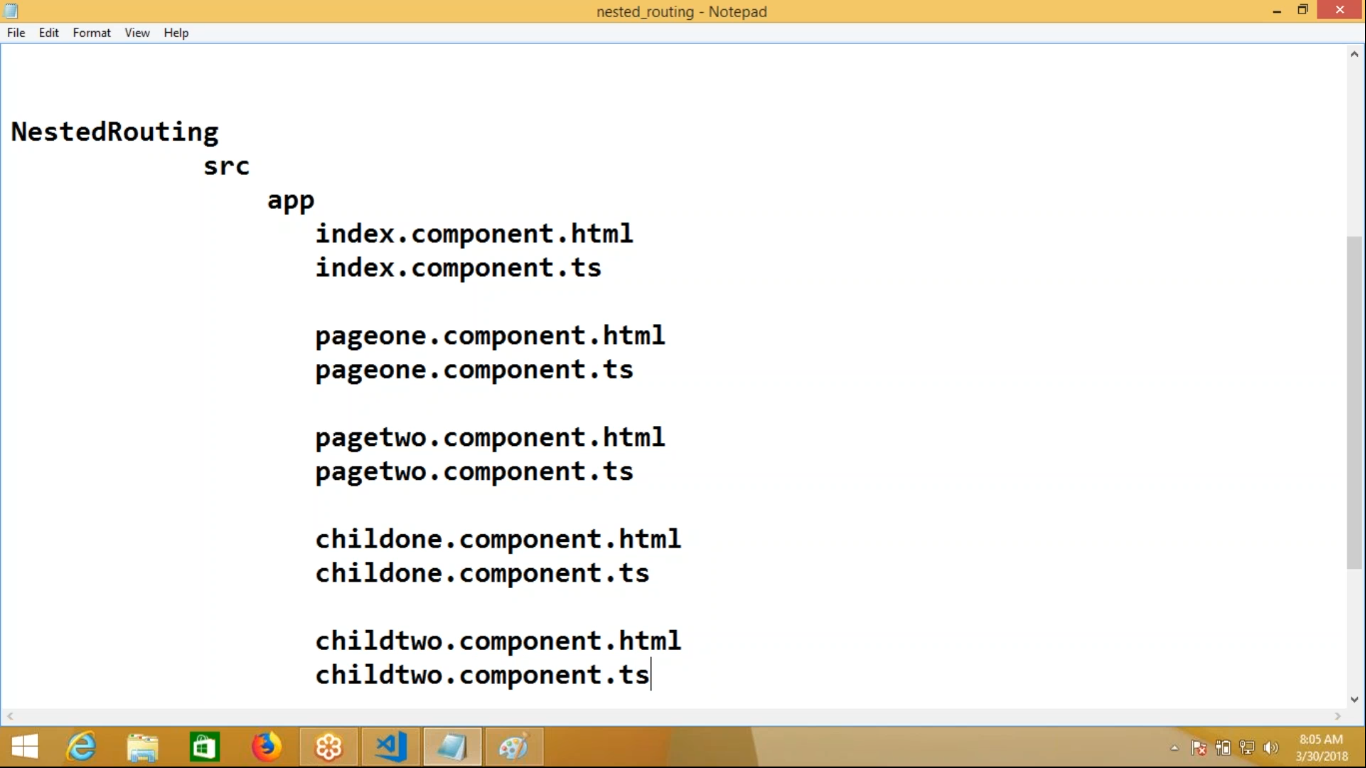 nested_routing - Notepad
File Edit Format View Help
NestedRouting
src
app
index.component.html
index.component.ts
pageone.component.html
pageone.component.ts
pagetwo.component.html
pagetwo.component.ts
childone.component.html
childone.component.ts
childtwo.component.html
childtwo.component.ts
8:05 AM
3/30/2018